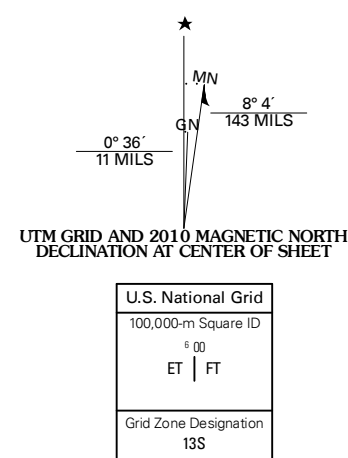 ★
MN
8° 4´
143 MILS
GN
0° 36´
11 MILS
UTM GRID AND 2010 MAGNETIC NORTH
DECLINATION AT CENTER OF SHEET
U.S. National Grid
100,000-m Square ID
6 00
ET FT
Grid Zone Designation
13S